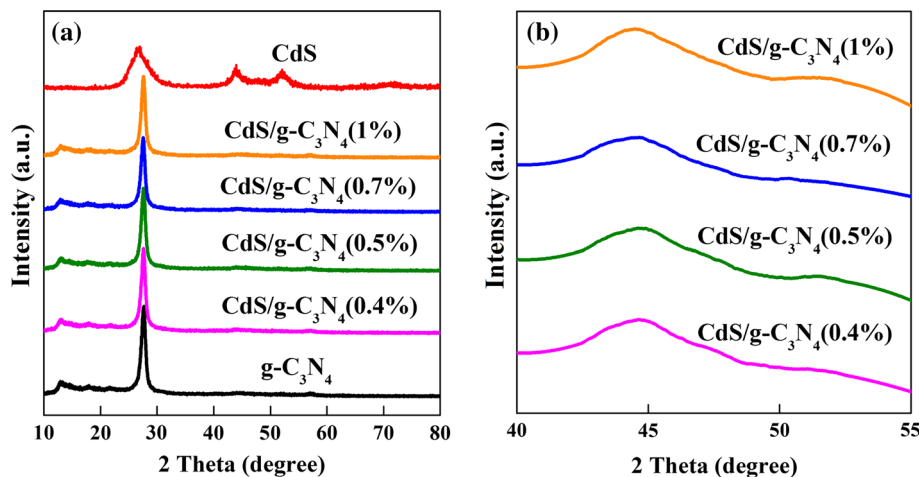 (a)
CdS
CdS/g-C₃N₄(1%)
CdS/g-C₃N₄(0.7%)
CdS/g-C₃N₄(0.5%)
CdS/g-C₃N₄(0.4%)
g-C₃N₄
Intensity (a.u.)
10 20 30 40 50 60 70 80
2 Theta (degree)
(b)
CdS/g-C₃N₄(1%)
CdS/g-C₃N₄(0.7%)
CdS/g-C₃N₄(0.5%)
CdS/g-C₃N₄(0.4%)
Intensity (a.u.)
40 45 50 55
2 Theta (degree)